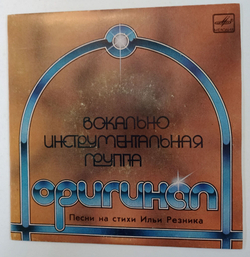 ВОКАЛЬНО
ИНСТРУМЕНТАЛЬНАЯ
ГРУППА
ОРИГИНАЛ
Песни на стихи Ильи Резника